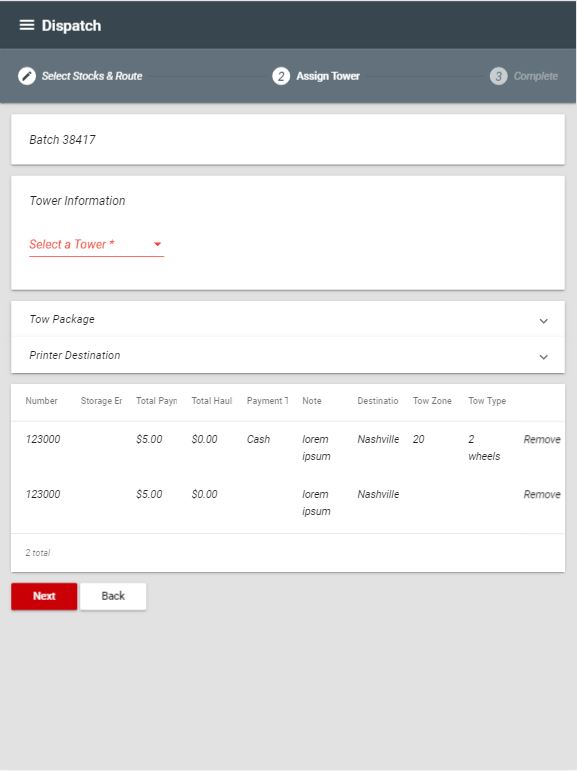 Dispatch
Select Stocks & Route 2 Assign Tower 3 Complete
Batch 38417
Tower Information
Select a Tower *
Tow Package
Printer Destination
Number Storage Er Total Payn Total Haul Payment T Note Destinatio Tow Zone Tow Type
123000 $5.00 $0.00 Cash lorem Nashville 20 2 Remove
ipsum wheels
123000 $5.00 $0.00 lorem Nashville Remove
ipsum
2 total
Next Back